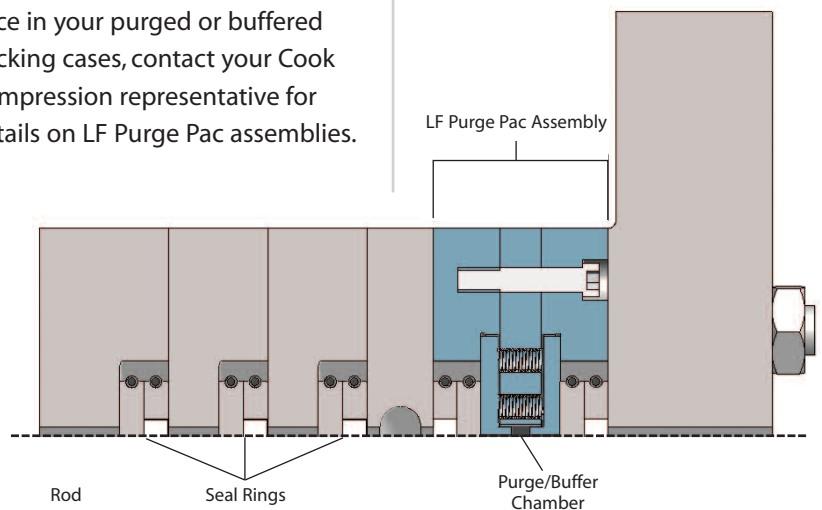 ce in your purged or buffered
cking cases, contact your Cook
mpression representative for
tails on LF Purge Pac assemblies.
LF Purge Pac Assembly
Rod
Seal Rings
Purge/Buffer
Chamber